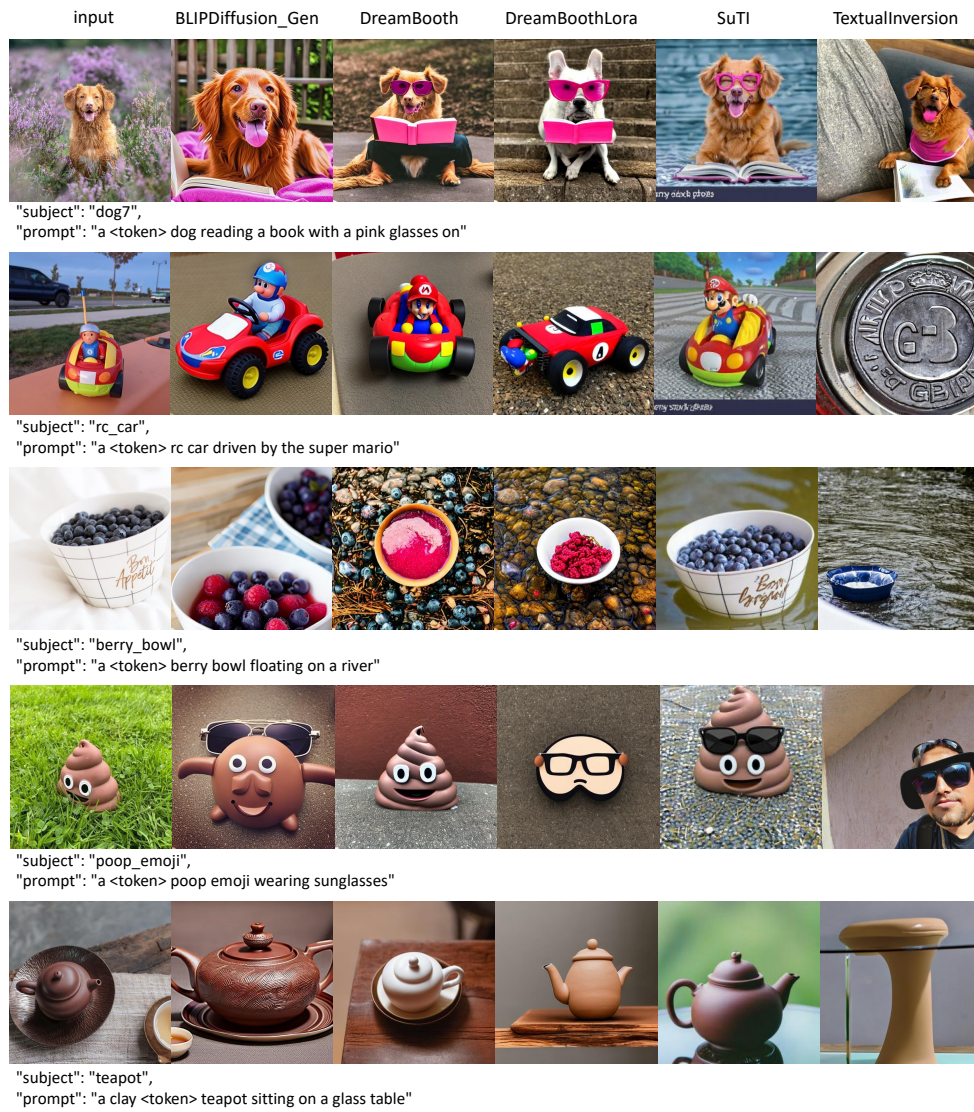 input BLIPDiffusion_Gen DreamBooth DreamBoothLora SuTI TextualInversion
"subject": "dog7",
"prompt": "a <token> dog reading a book with a pink glasses on"
"subject": "rc_car",
"prompt": "a <token> rc car driven by the super mario"
Bon
Appetit
"subject": "berry_bowl",
"prompt": "a <token> berry bowl floating on a river"
"subject": "poop_emoji",
"prompt": "a <token> poop emoji wearing sunglasses"
"subject": "teapot",
"prompt": "a clay <token> teapot sitting on a glass table"